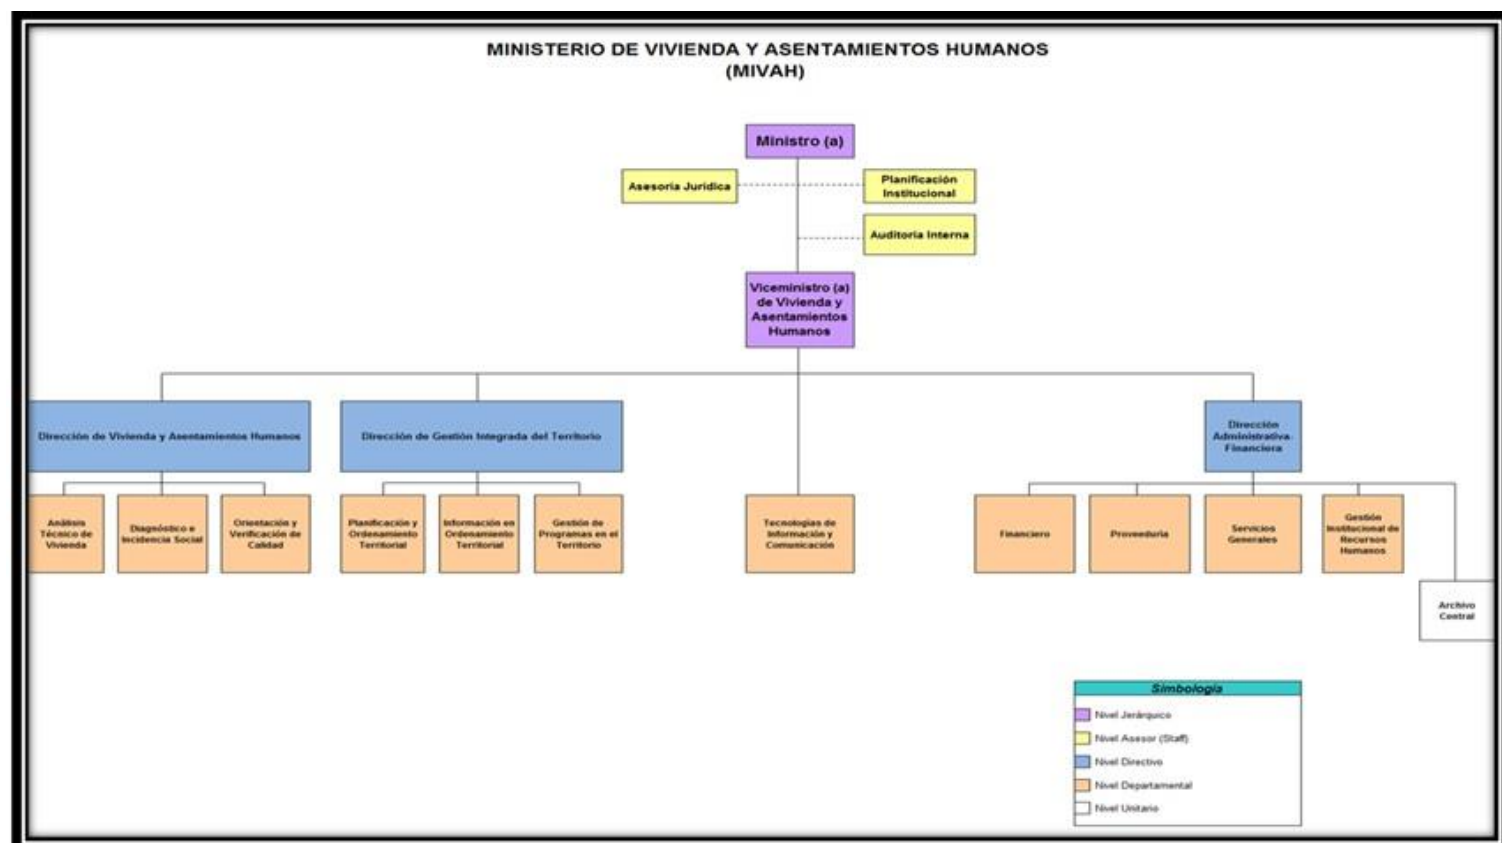 MINISTERIO DE VIVIENDA Y ASENTAMIENTOS HUMANOS
(MIVAH)
Ministro (a)
Asesoría Jurídica
Planificación
Institucional
Auditoría Interna
Viceministro (a)
de Vivienda y
Asentamientos
Humanos
Dirección de Vivienda y Asentamientos Humanos
Dirección de Gestión Integrada del Territorio
Dirección
Administrativa-
Financiera
Análisis
Técnico de
Vivienda
Diagnóstico e
Incidencia Social
Orientación y
Verificación de
Calidad
Planificación y
Ordenamiento
Territorial
Información en
Ordenamiento
Territorial
Gestión de
Programas en el
Territorio
Tecnologías de
Información y
Comunicación
Financiero
Proveeduría
Servicios
Generales
Gestión
Institucional de
Recursos
Humanos
Archivo
Central
Simbología
Nivel Jerárquico
Nivel Asesor (Staff)
Nivel Directivo
Nivel Departamental
Nivel Unitario